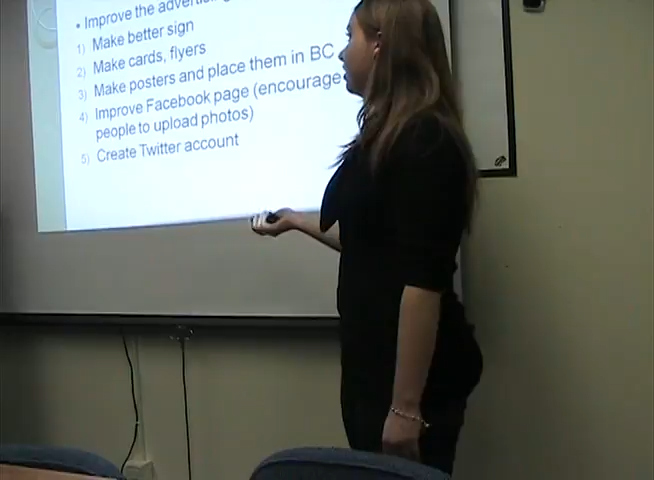 • Improve the advertising
1) Make better sign
2) Make cards, flyers
3) Make posters and place them in BC
4) Improve Facebook page (encourage
people to upload photos)
5) Create Twitter account